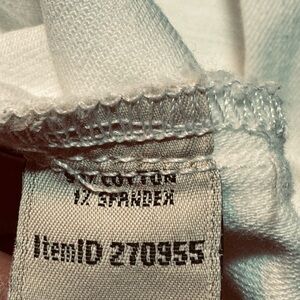 COTTON
1% SPANDEX
ItemID 270955